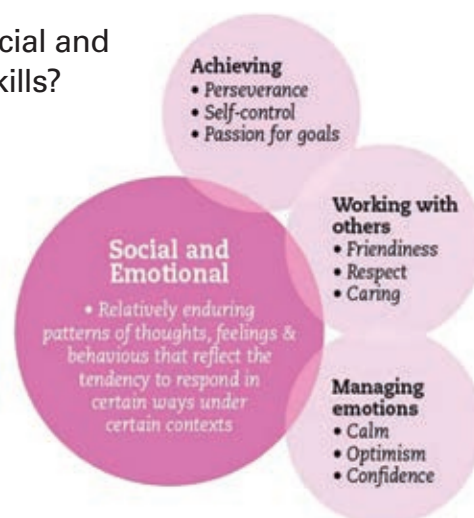 cial and
kills?
Achieving
• Perseverance
• Self-control
• Passion for goals
Working with
others
• Friendiness
• Respect
• Caring
Social and
Emotional
• Relatively enduring
patterns of thoughts, feelings &
behavious that reflect the
tendency to respond in
certain ways under
certain contexts
Managing
emotions
• Calm
• Optimism
• Confidence